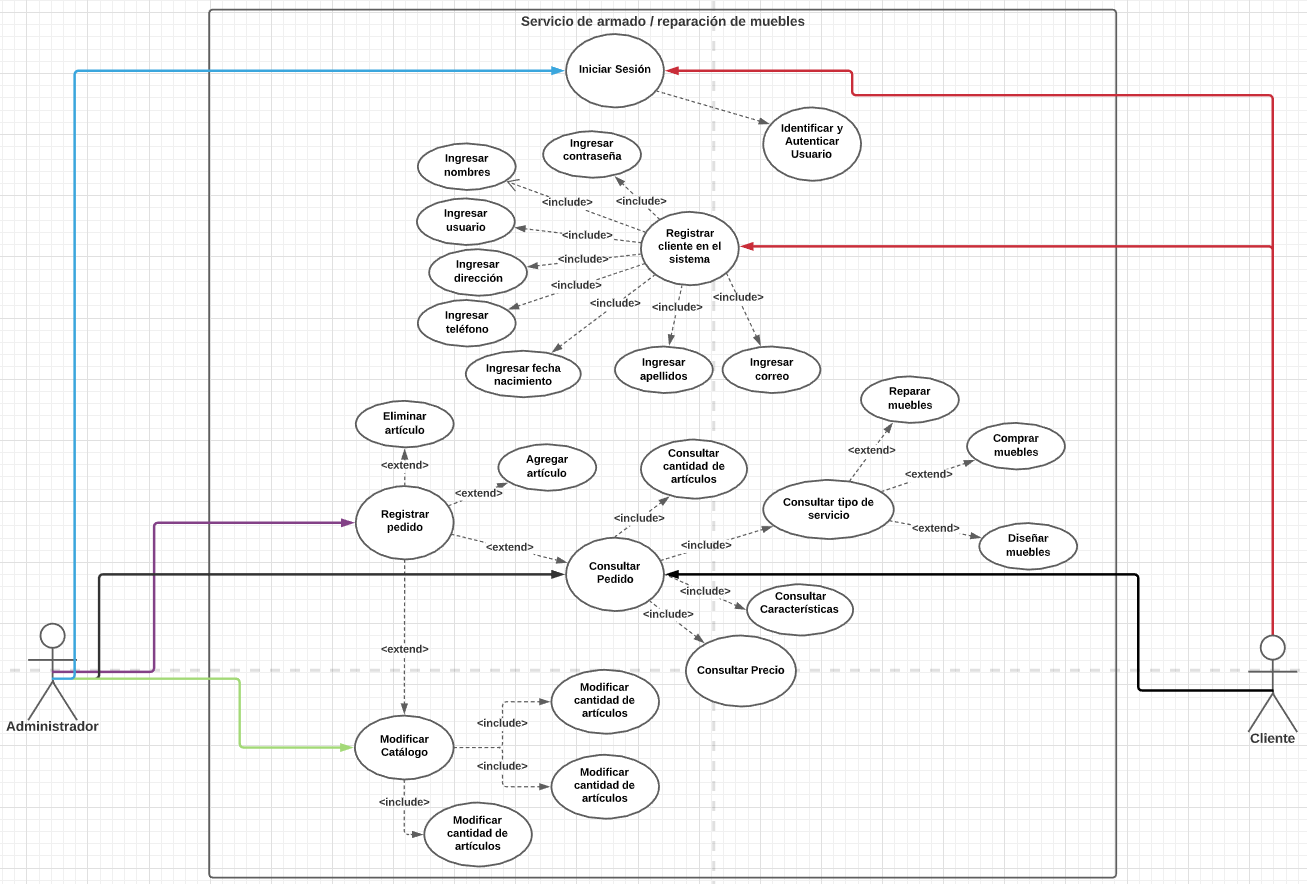 Servicio de armado / reparación de muebles
Iniciar Sesión
Identificar y
Autenticar
Usuario
Ingresar
contraseña
Ingresar
nombres
<include>
<include>
Ingresar
usuario
<include>
Registrar
cliente en el
sistema
Ingresar
dirección
<include>
<include>
Ingresar
teléfono
<include>
<include>
<include>
Ingresar fecha
nacimiento
Ingresar
apellidos
Ingresar
correo
Reparar
muebles
Eliminar
artículo
<extend>
Agregar
artículo
<extend>
Consultar
cantidad de
artículos
<extend>
Comprar
muebles
<extend>
Consultar tipo de
servicio
Registrar
pedido
<include>
<extend>
Diseñar
muebles
<extend>
<include>
Consultar
Pedido
<include>
Consultar
Características
<include>
Consultar Precio
<extend>
Administrador
Cliente
Modificar
Catálogo
<include>
Modificar
cantidad de
artículos
<include>
Modificar
cantidad de
artículos
<include>
Modificar
cantidad de
artículos